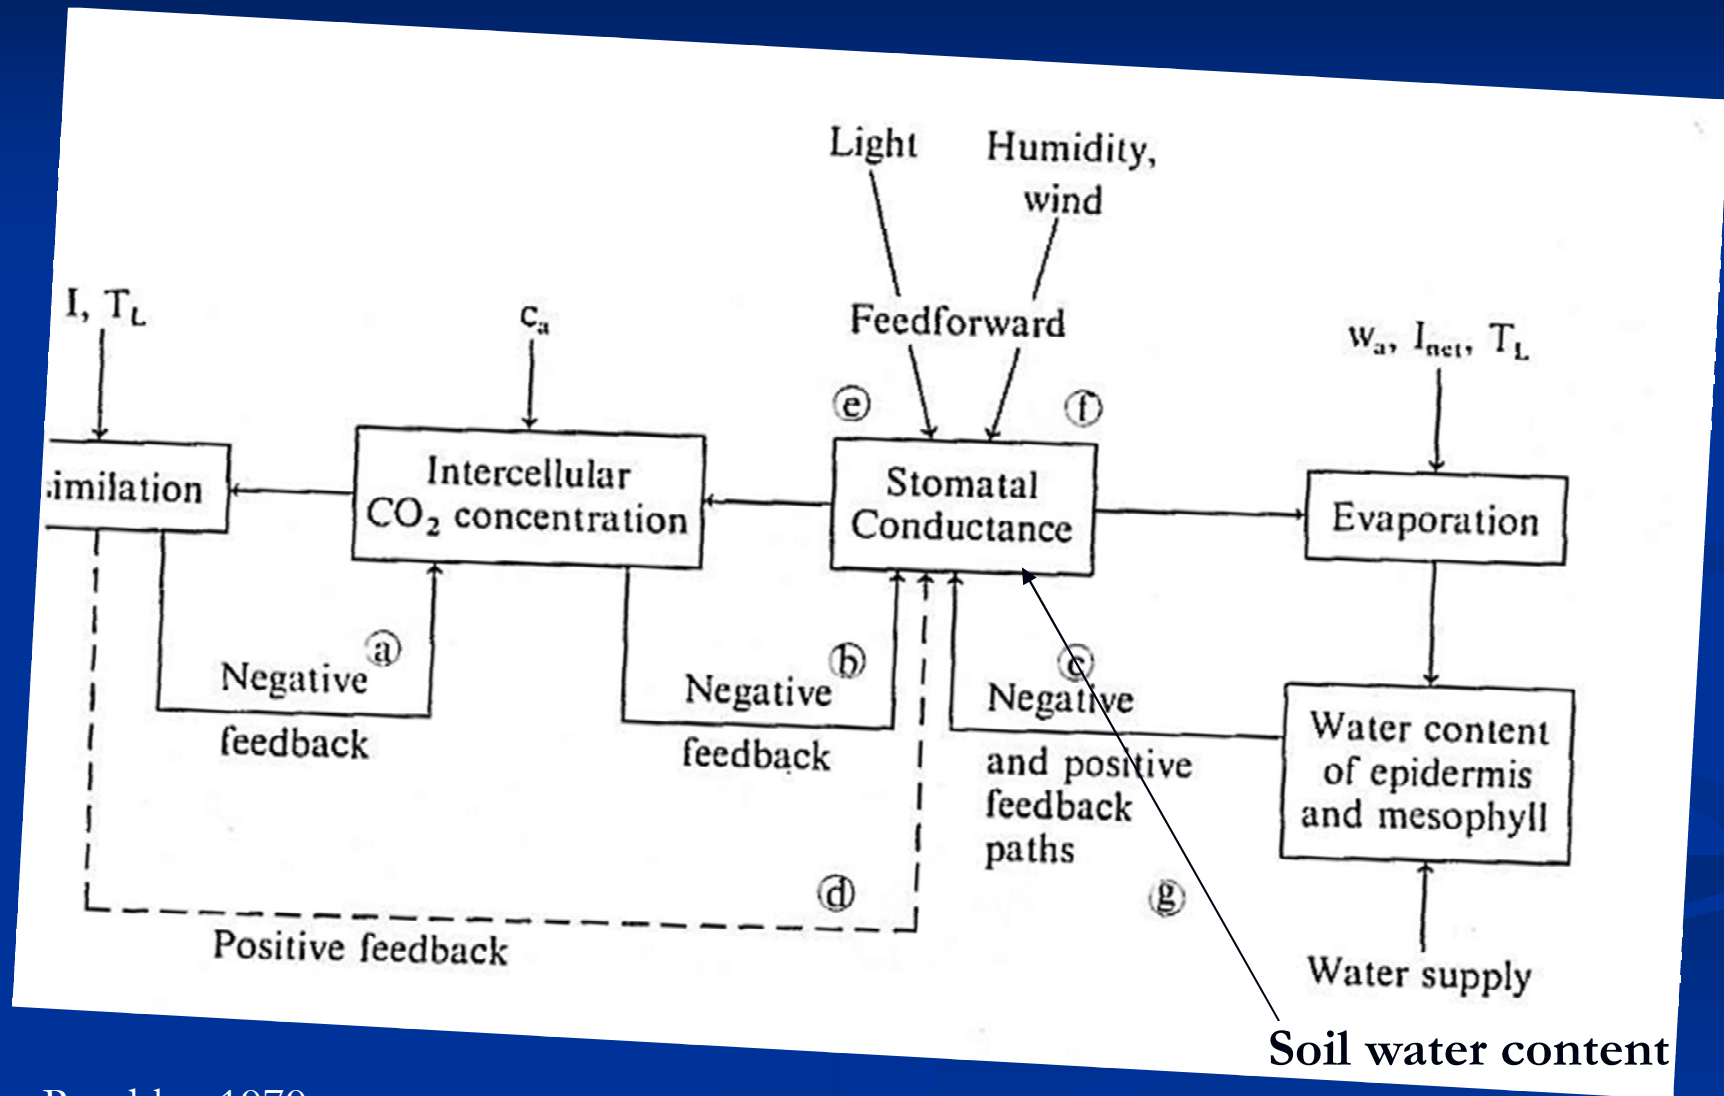 Light
Humidity,
wind
I, T_L
c_a
Feedforward
w_a, I_net, T_L
e
f
Intercellular
CO₂ concentration
Stomatal
Conductance
Evaporation
a
Negative
feedback
b
Negative
feedback
c
Negative
and positive
feedback
paths
Water content
of epidermis
and mesophyll
d
g
Positive feedback
Water supply
Soil water content